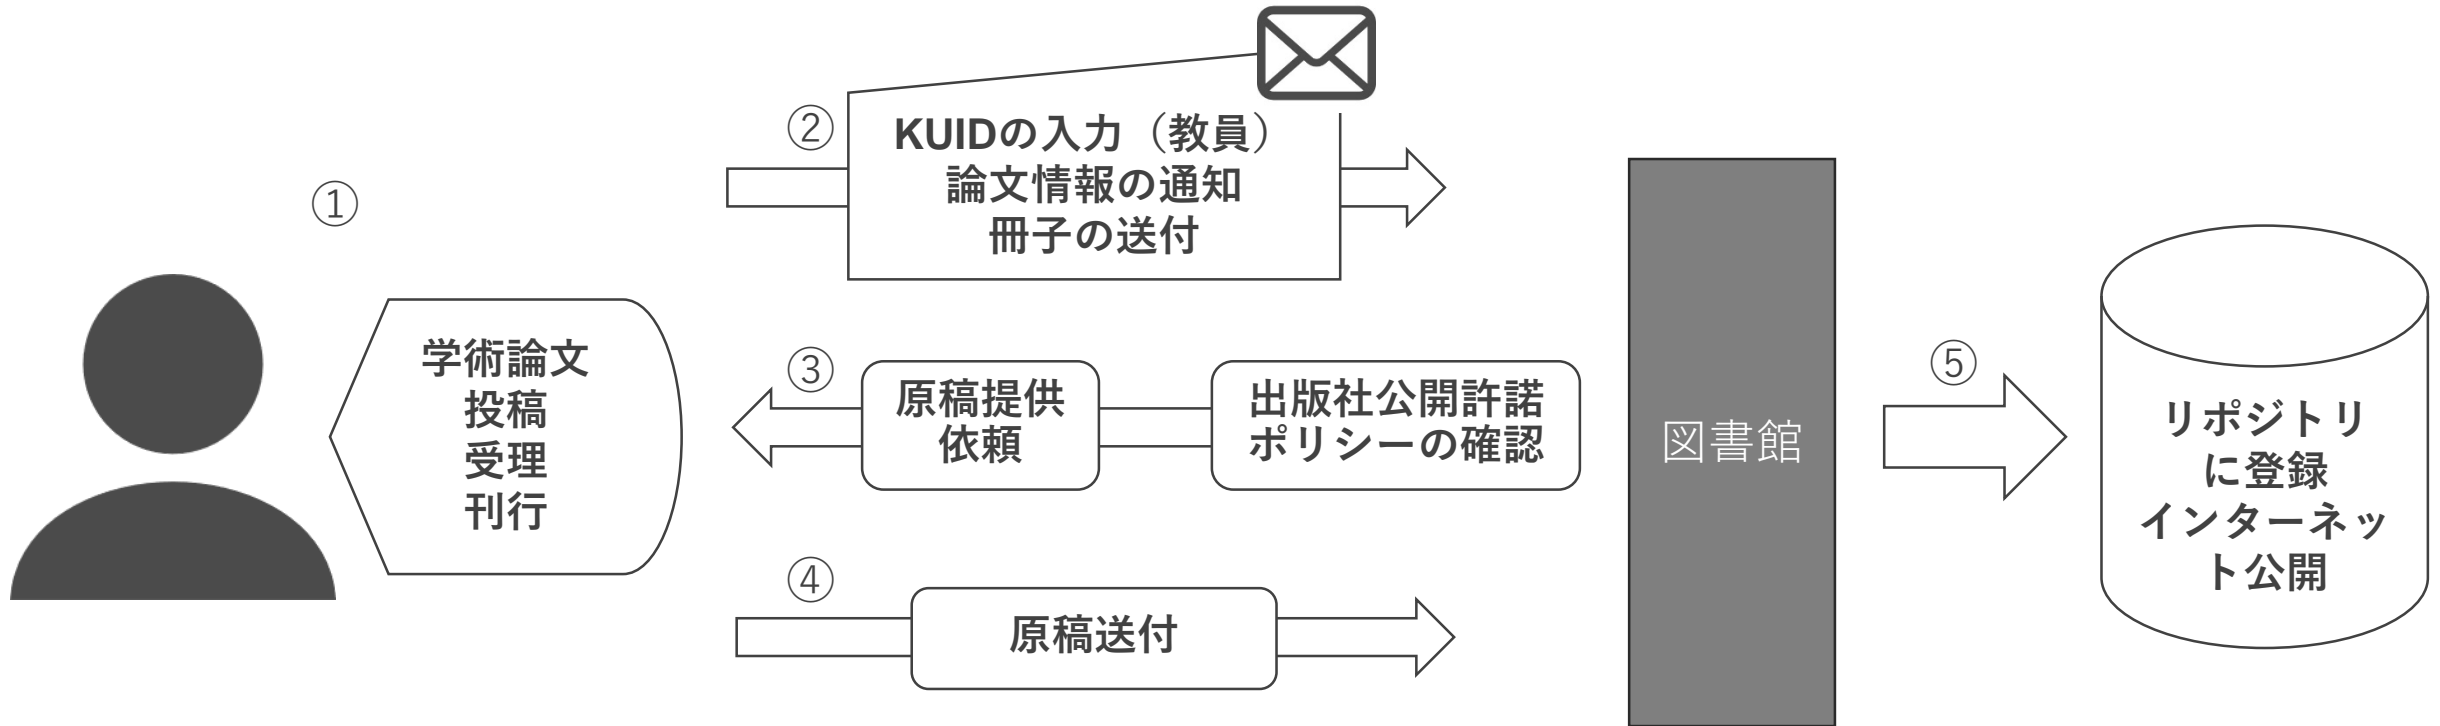 ①
学術論文
投稿
受理
刊行
②
KUIDの入力（教員）
論文情報の通知
冊子の送付
③
原稿提供
依頼
出版社公開許諾
ポリシーの確認
④
原稿送付
図書館
⑤
リポジトリ
に登録
インターネッ
ト公開